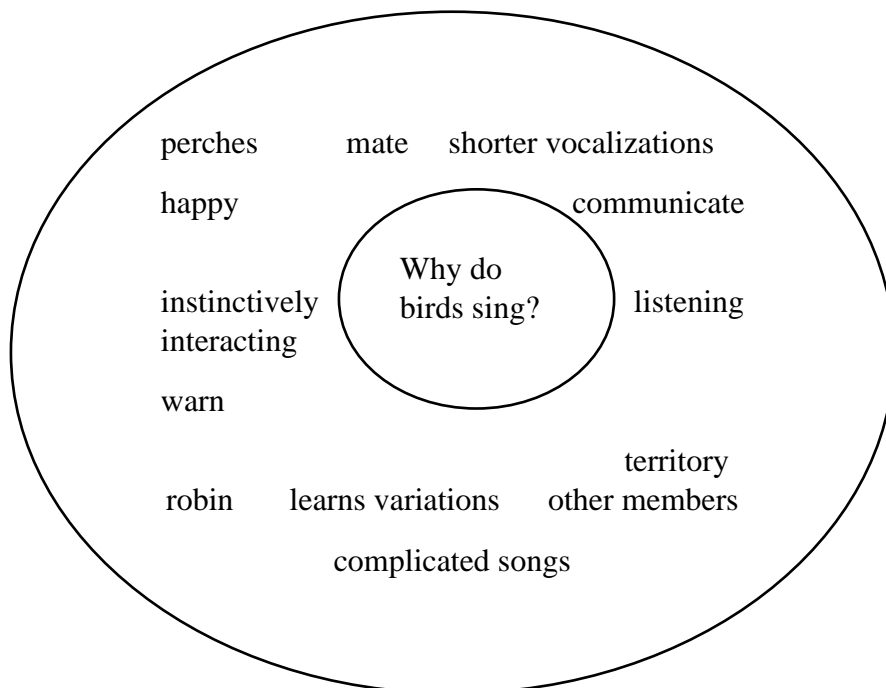 perches mate shorter vocalizations
happy communicate
Why do
birds sing?
instinctively listening
interacting
warn
territory
robin learns variations other members
complicated songs